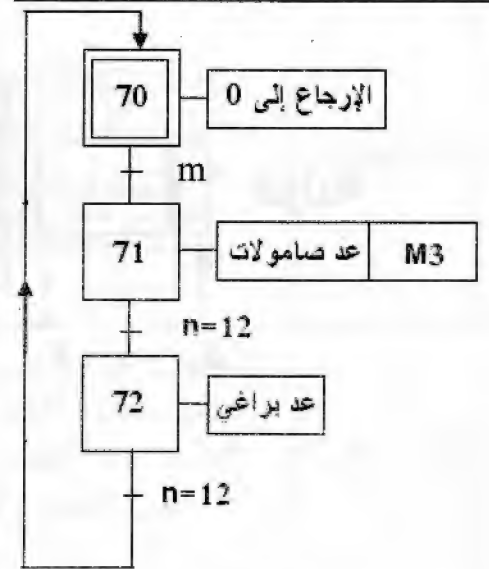 70
الإرجاع إلى 0
m
71
عد صامولات
M3
n=12
72
عد براغي
n=12